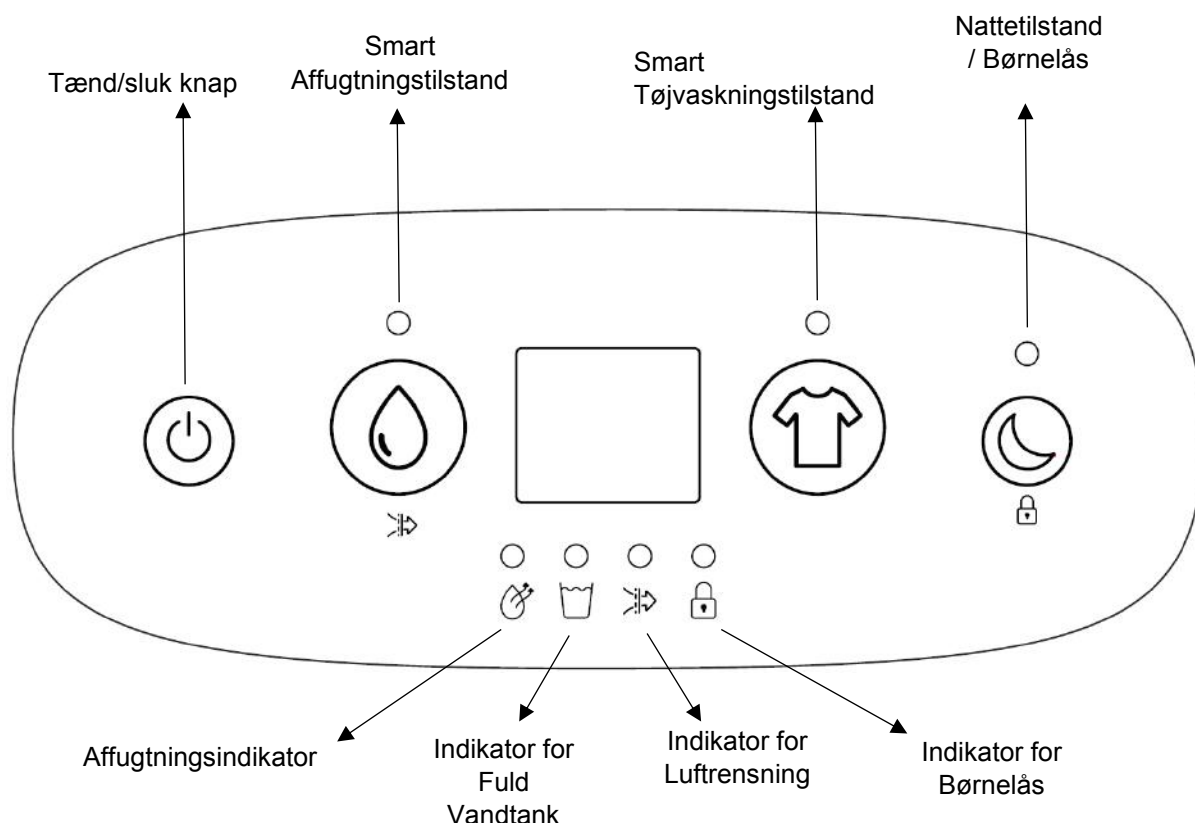 Tænd/sluk knap
Smart
Affugtningstilstand
Smart
Tøjvaskningstilstand
Nattetilstand
/ Børnelås
Affugtningsindikator
Indikator for
Fuld
Vandtank
Indikator for
Luftrensning
Indikator for
Børnelås